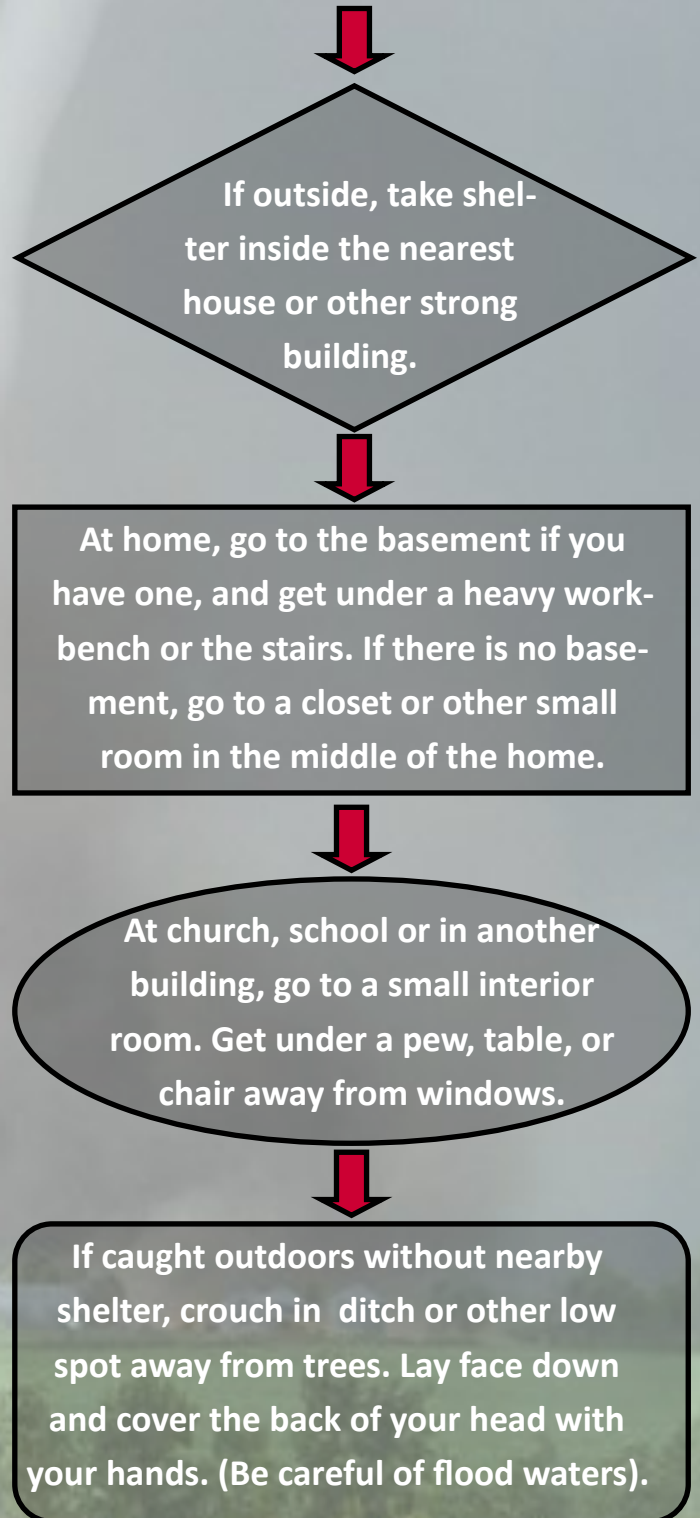 If outside, take shel-
ter inside the nearest
house or other strong
building.
At home, go to the basement if you
have one, and get under a heavy work-
bench or the stairs. If there is no base-
ment, go to a closet or other small
room in the middle of the home.
At church, school or in another
building, go to a small interior
room. Get under a pew, table, or
chair away from windows.
If caught outdoors without nearby
shelter, crouch in  ditch or other low
spot away from trees. Lay face down
and cover the back of your head with
your hands. (Be careful of flood waters).